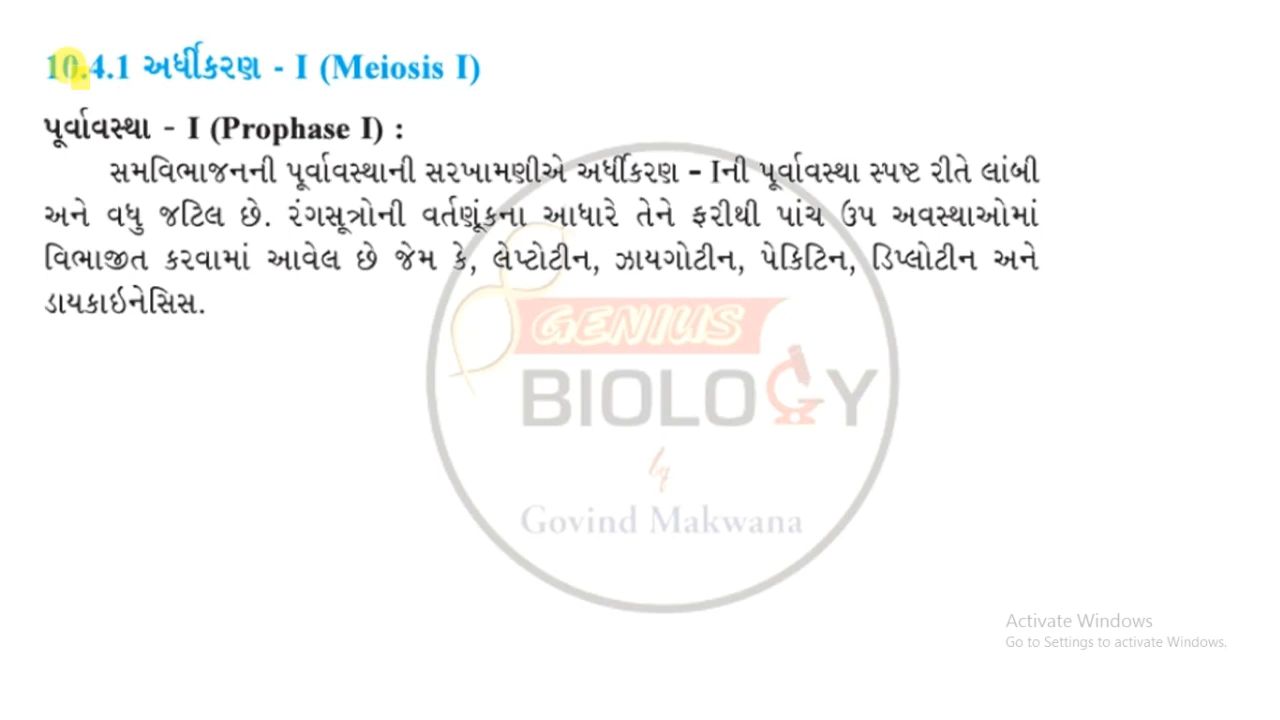 10.4.1 અર્ધીકરણ - I (Meiosis I)
પૂર્વાવસ્થા - I (Prophase I) :
સમવિભાજનની પૂર્વાવસ્થાની સરખામણીએ અર્ધીકરણ - Iની પૂર્વાવસ્થા સ્પષ્ટ રીતે લાંબી
અને વધુ જટિલ છે. રંગસૂત્રોની વર્તણૂંકના આધારે તેને ફરીથી પાંચ ઉપ અવસ્થાઓમાં
વિભાજીત કરવામાં આવેલ છે જેમ કે, લેપ્ટોટીન, ઝાયગોટીન, પેકિટિન, ડિપ્લોટીન અને
ડાયકાઇનેસિસ.
GENIUS
BIOLOGY
by
Govind Makwana
Activate Windows
Go to Settings to activate Windows.